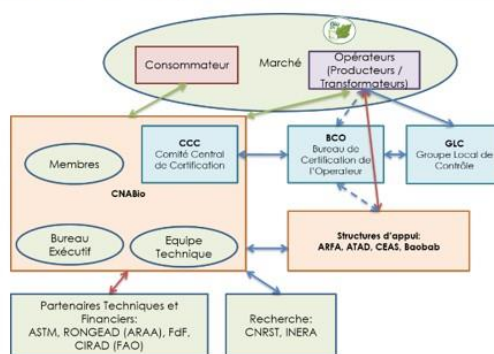 Bio
Consommateur
Marché
Opérateurs
(Producteurs /
Transformateurs)
CCC
Comité Central
de Certification
BCO
Bureau de
Certification de
l'Operateur
GLC
Groupe Local de
Contrôle
Membres
CNABio
Bureau
Exécutif
Equipe
Technique
Structures d'appui:
ARFA, ATAD, CEAS, Baobab
Partenaires Techniques et
Financiers:
ASTM, RONGEAD (ARAA), FdF,
CIRAD (FAO)
Recherche:
CNRST, INERA